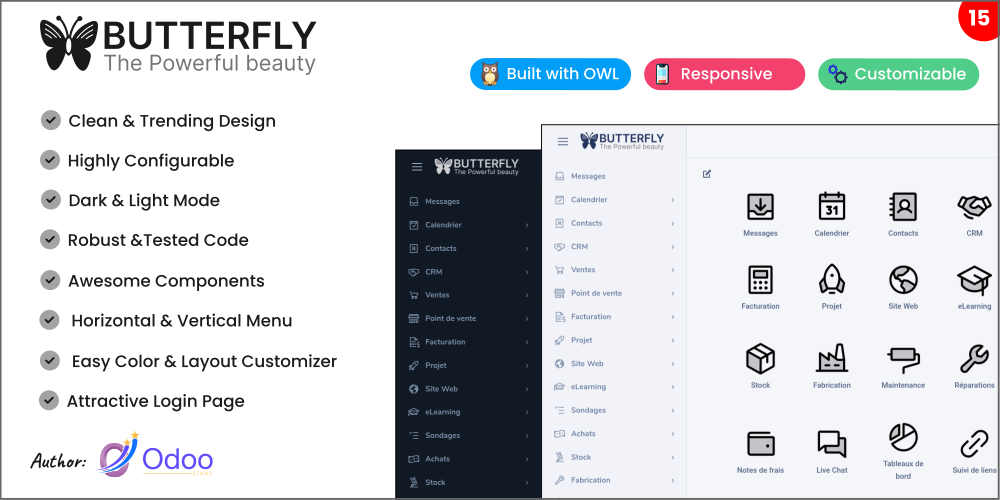 15
BUTTERFLY
The Powerful beauty
Built with OWL
Responsive
Customizable
Clean & Trending Design
Highly Configurable
Dark & Light Mode
Robust &Tested Code
Awesome Components
Horizontal & Vertical Menu
Easy Color & Layout Customizer
Attractive Login Page
Author:
Odoo
BUTTERFLY
The Powerful beauty
Messages
Calendrier
Contacts
CRM
Ventes
Point de vente
Facturation
Projet
Site Web
eLearning
Sondages
Achats
Stock
BUTTERFLY
The Powerful beauty
Messages
Calendrier
Contacts
CRM
Ventes
Point de vente
Facturation
Projet
Site Web
eLearning
Sondages
Achats
Stock
Fabrication
31
Messages
Calendrier
Contacts
CRM
Facturation
Projet
Site Web
eLearning
Stock
Fabrication
Maintenance
Réparations
Notes de frais
Live Chat
Tableaux de
bord
Suivi de liens